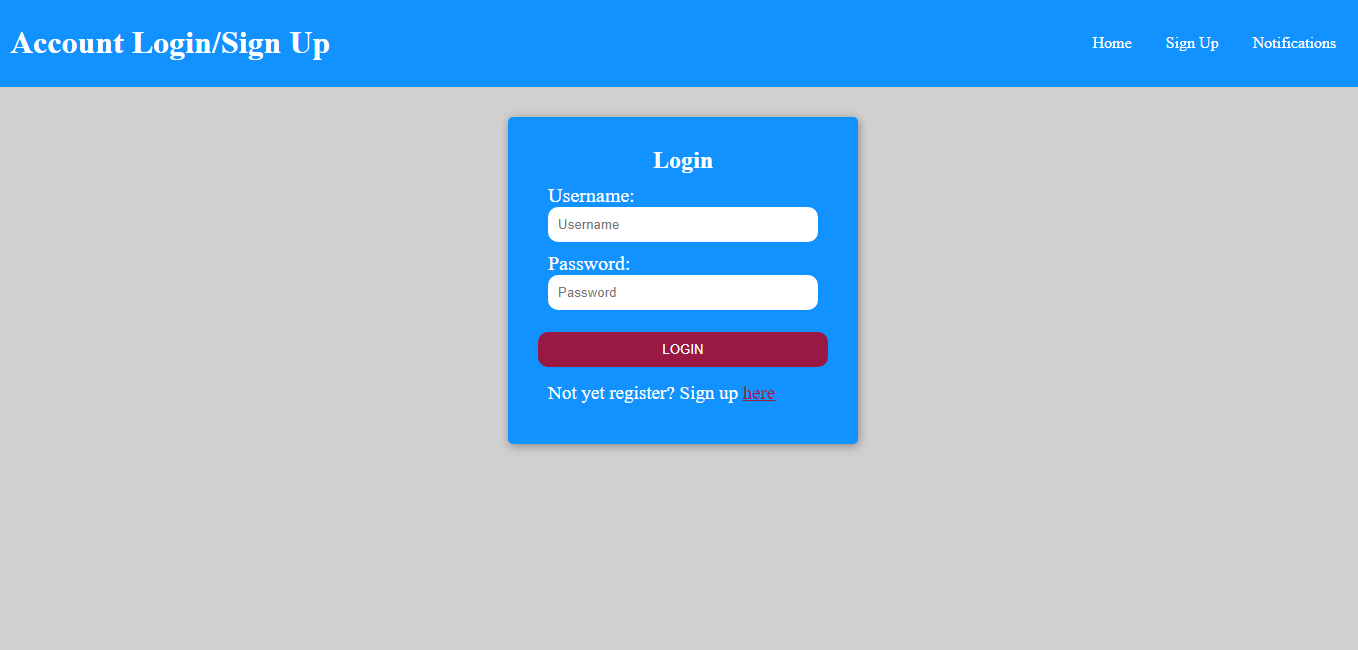 Account Login/Sign Up
Home Sign Up Notifications
Login
Username:
Username
Password:
Password
LOGIN
Not yet register? Sign up here